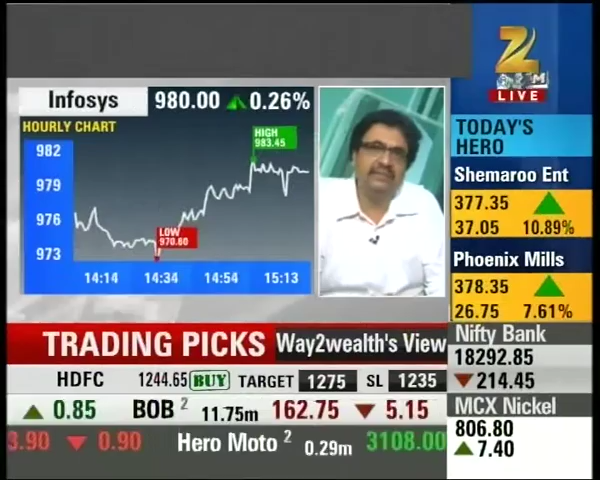 Z
LIVE
Infosys 980.00 0.26%
HOURLY CHART
982
979
976
973
HIGH
983.45
LOW
970.60
14:14 14:34 14:54 15:13
TODAY'S
HERO
Shemaroo Ent
377.35
37.05 10.89%
Phoenix Mills
378.35
26.75 7.61%
Nifty Bank
18292.85
214.45
MCX Nickel
806.80
7.40
TRADING PICKS Way2wealth's View
HDFC 1244.65 BUY TARGET 1275 SL 1235
0.85 BOB 2 11.75m 162.75 5.15
3.90 0.90 Hero Moto 2 0.29m 3108.00